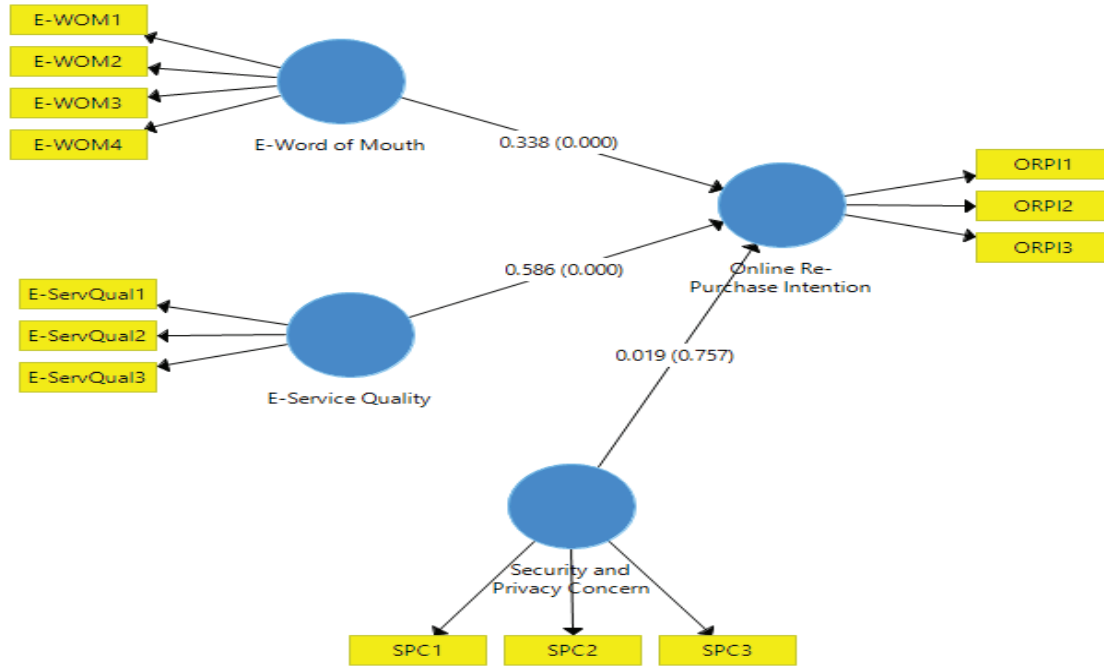 E-WOM1
E-WOM2
E-WOM3
E-WOM4
E-Word of Mouth
0.338 (0.000)
ORPI1
ORPI2
ORPI3
Online Re-
Purchase Intention
E-ServQual1
E-ServQual2
E-ServQual3
E-Service Quality
0.586 (0.000)
0.019 (0.757)
Security and
Privacy Concern
SPC1
SPC2
SPC3